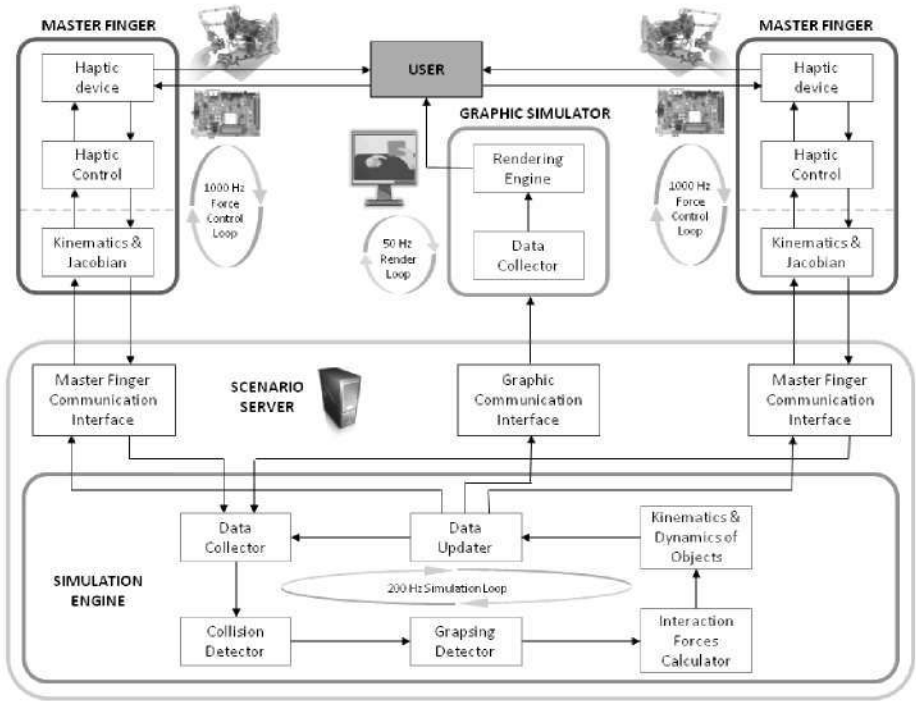 MASTER FINGER
MASTER FINGER
Haptic
device
USER
Haptic
device
GRAPHIC SIMULATOR
Haptic
Control
1000 Hz
Force
Control
Loop
Rendering
Engine
1000 Hz
Force
Control
Loop
Haptic
Control
Kinematics &
Jacobian
50 Hz
Render
Loop
Data
Collector
Kinematics &
Jacobian
Master Finger
Communication
Interface
SCENARIO
SERVER
Graphic
Communication
Interface
Master Finger
Communication
Interface
Data
Collector
Data
Updater
Kinematics &
Dynamics of
Objects
SIMULATION
ENGINE
200 Hz Simulation Loop
Collision
Detector
Grapsing
Detector
Interaction
Forces
Calculator